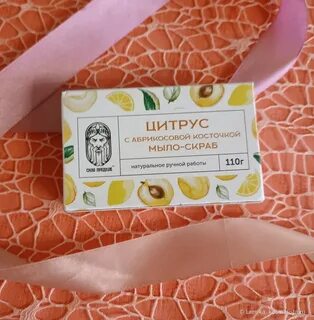 ЦИТРУС
С АБРИКОСОВОЙ КОСТОЧКОЙ
МЫЛО-СКРАБ
натуральное ручной работы
110г